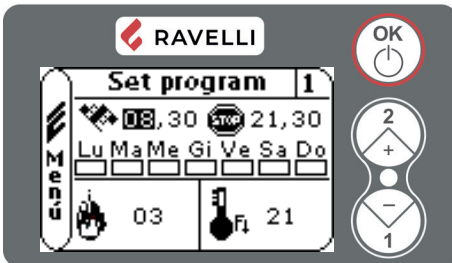 RAVELLI
OK
Set program 1
08,30 STOP 21,30
Lu Ma Me Gi Ve Sa Do
Menú
03 21
2
+
−
1